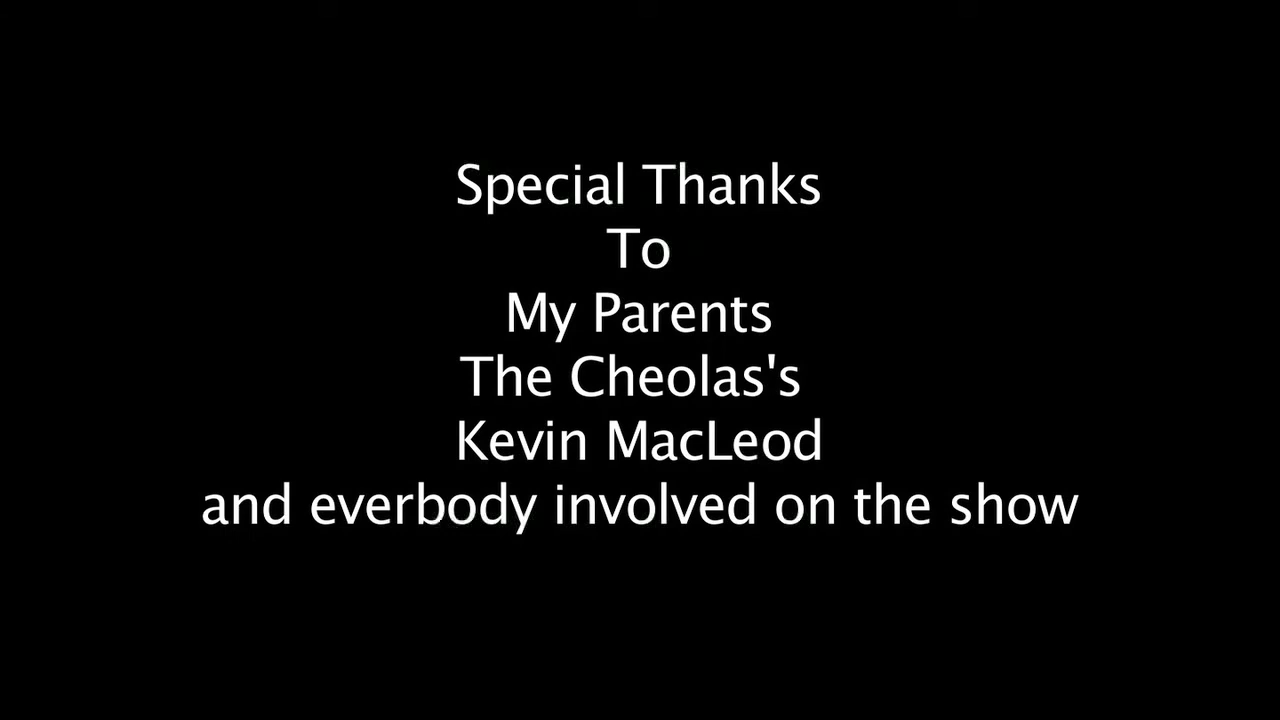 Special Thanks
To
My Parents
The Cheolas's
Kevin MacLeod
and everbody involved on the show